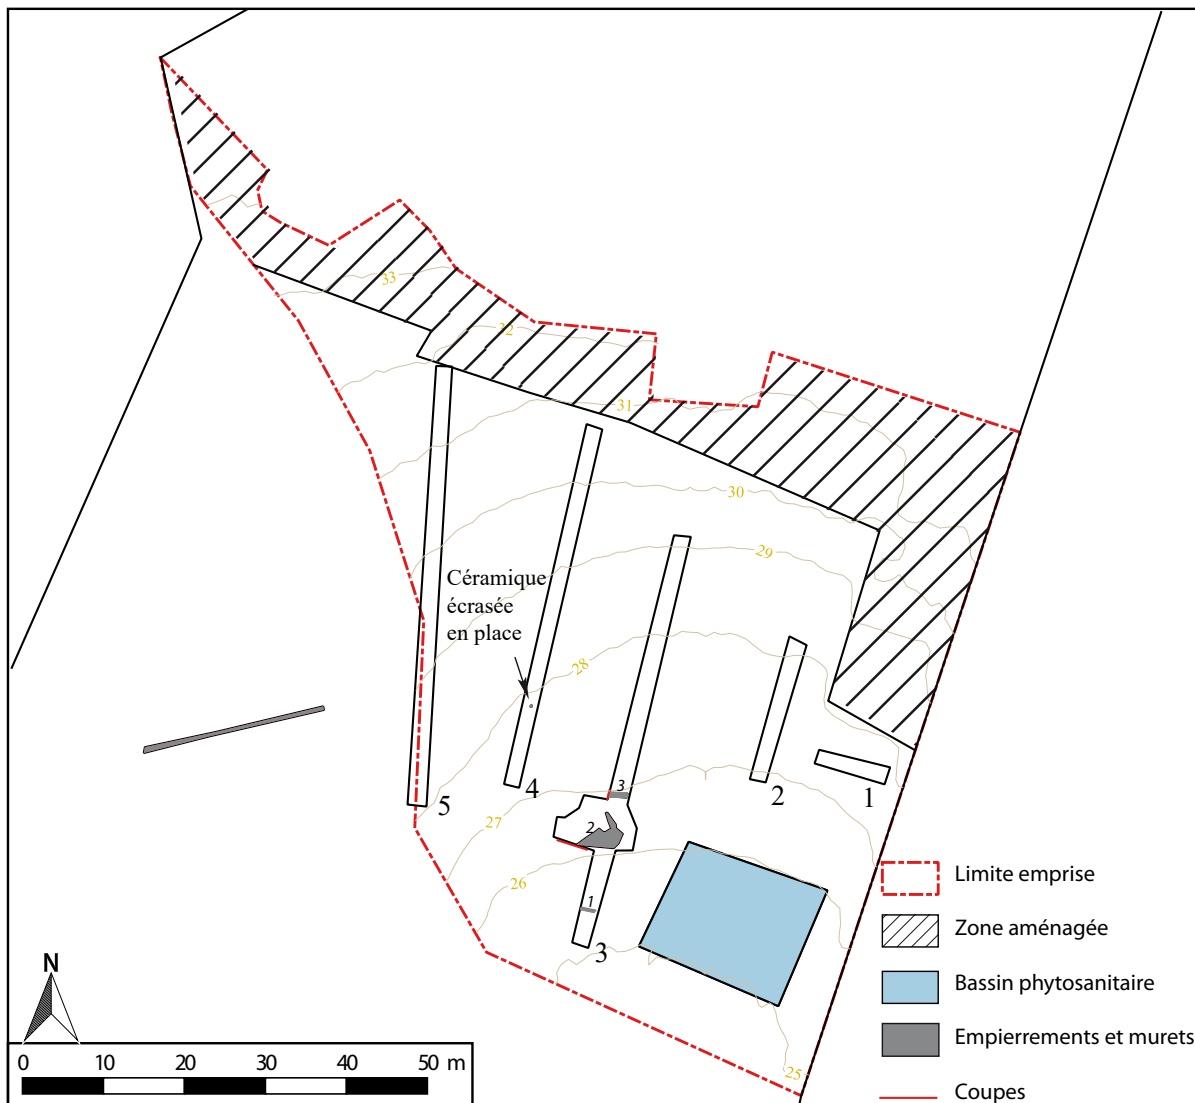 33
32
31
30
29
Céramique
écrasée
en place
28
3
4
2
1
5
27
2
26
1
3
Limite emprise
Zone aménagée
Bassin phytosanitaire
Empierrements et murets
25
Coupes
N
0 10 20 30 40 50 m